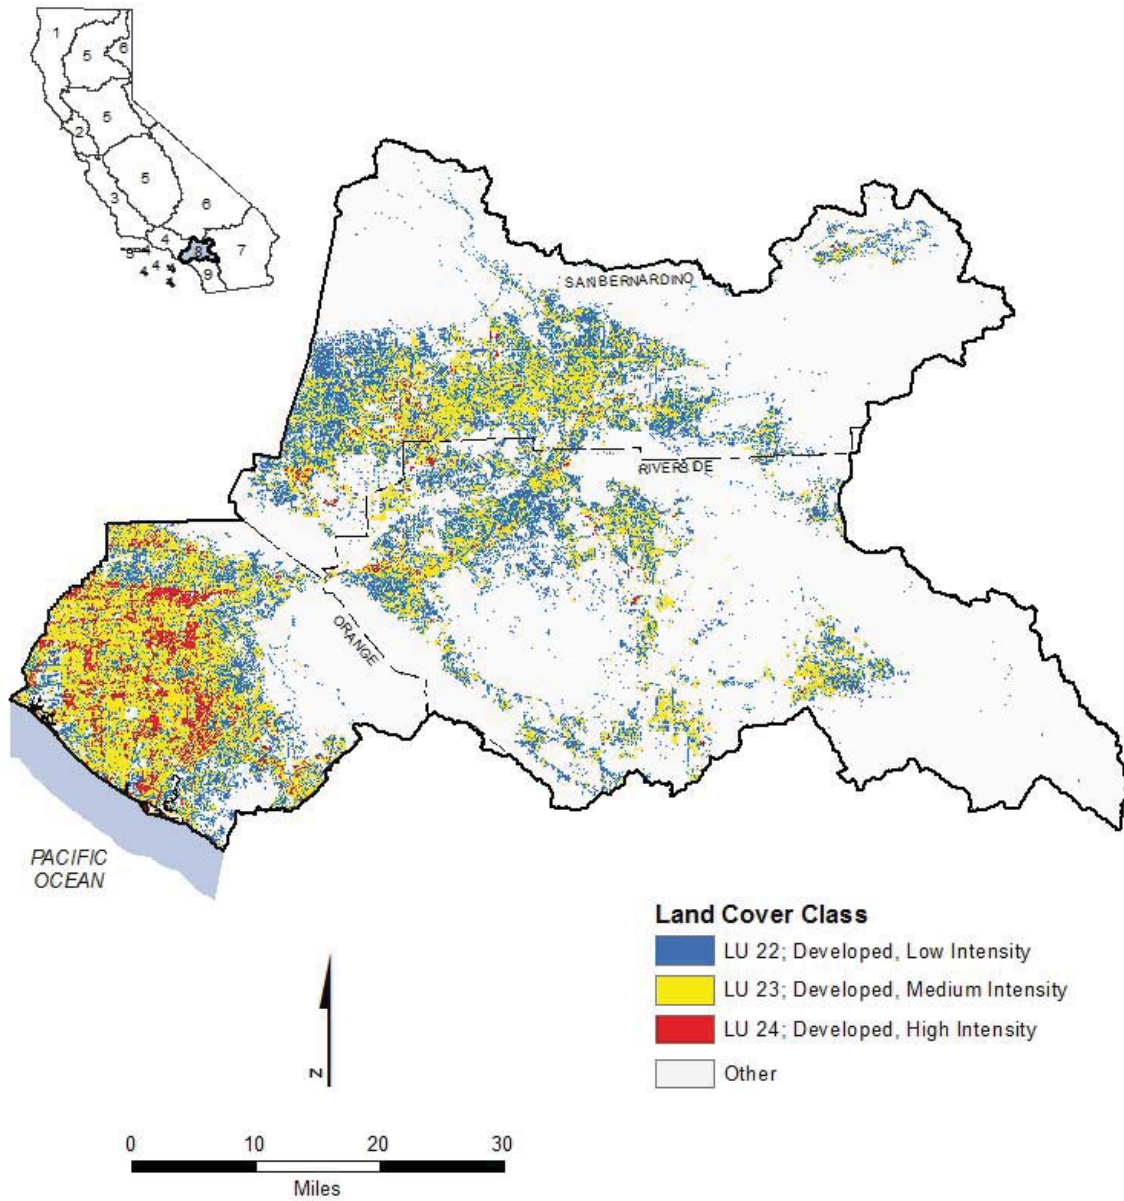 1
5
6
5
2
5
3
6
4
8
7
9
4
4
9
SAN BERNARDINO
RIVERSIDE
ORANGE
PACIFIC
OCEAN
Land Cover Class
LU 22; Developed, Low Intensity
LU 23; Developed, Medium Intensity
LU 24; Developed, High Intensity
Other
N
0 10 20 30
Miles